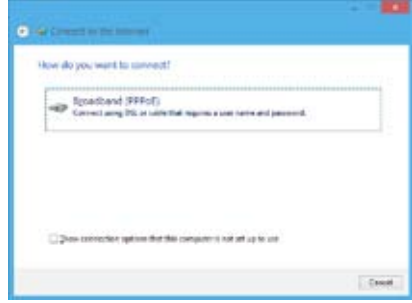 Connect to the Internet
How do you want to connect?
Broadband (PPPoE)
Connect using DSL or cable that requires a user name and password.
Show connection options that this computer is not set up to use
Cancel